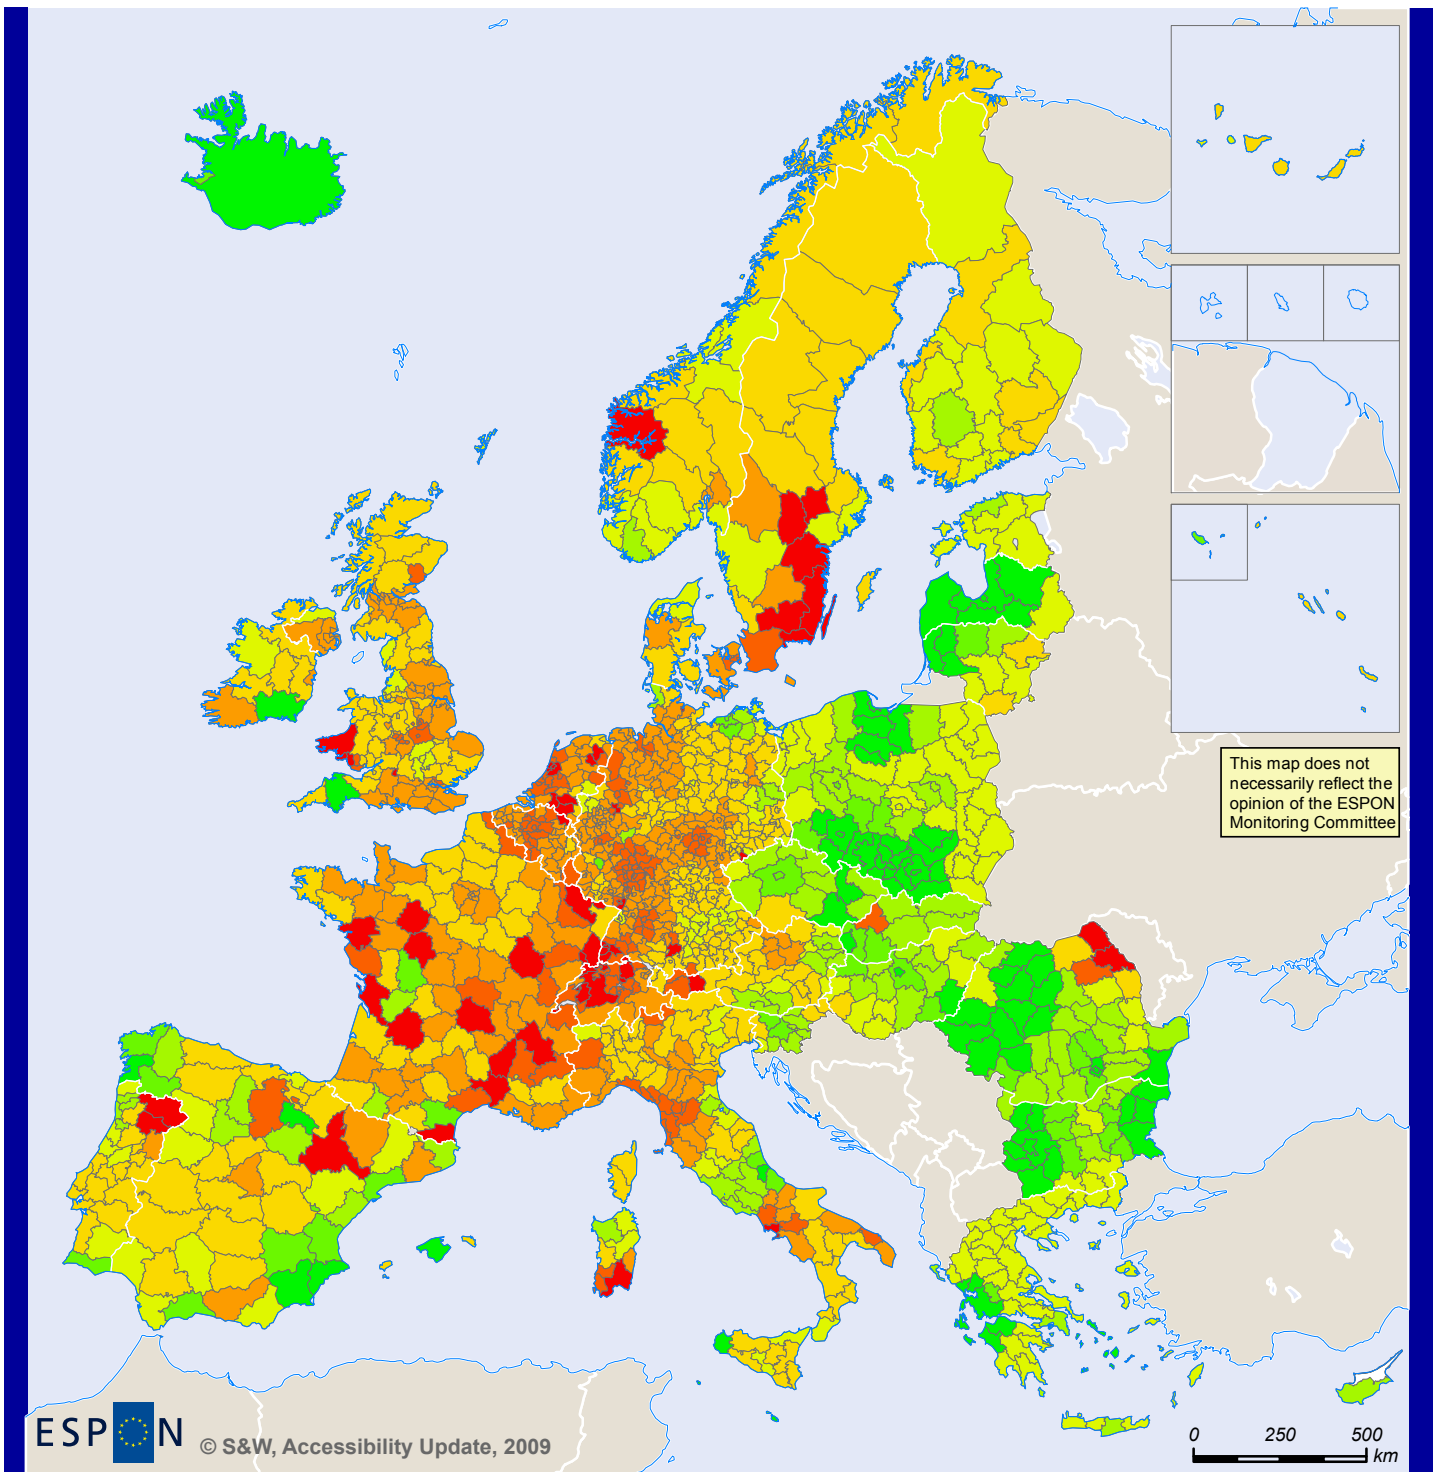 This map does not
necessarily reflect the
opinion of the ESPON
Monitoring Committee
ESPON
© S&W, Accessibility Update, 2009
0 250 500
km